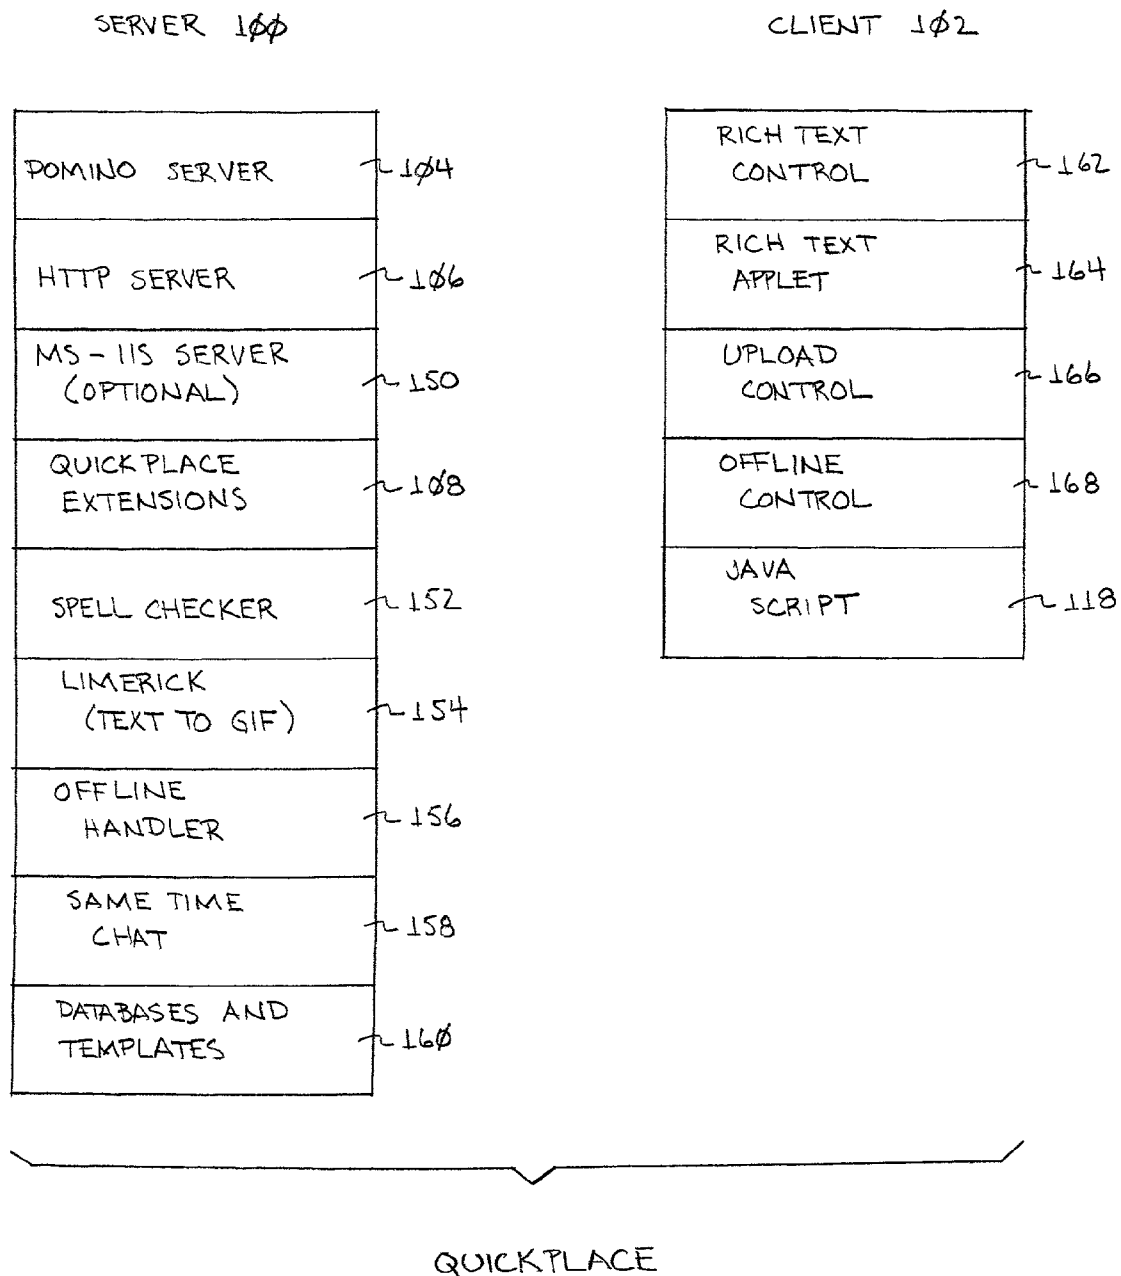 SERVER 100
DOMINO SERVER 104
HTTP SERVER 106
MS-IIS SERVER
(OPTIONAL) 150
QUICKPLACE
EXTENSIONS 108
SPELL CHECKER 152
LIMERICK
(TEXT TO GIF) 154
OFFLINE
HANDLER 156
SAME TIME
CHAT 158
DATABASES AND
TEMPLATES 160
CLIENT 102
RICH TEXT
CONTROL 162
RICH TEXT
APPLET 164
UPLOAD
CONTROL 166
OFFLINE
CONTROL 168
JAVA
SCRIPT 118
QUICKPLACE